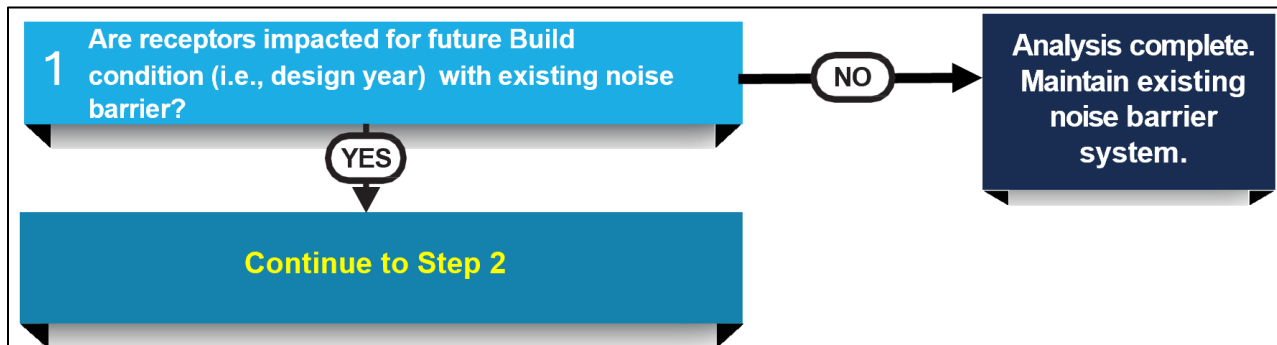 1
Are receptors impacted for future Build
condition (i.e., design year) with existing noise
barrier?
NO
Analysis complete.
Maintain existing
noise barrier
system.
YES
Continue to Step 2